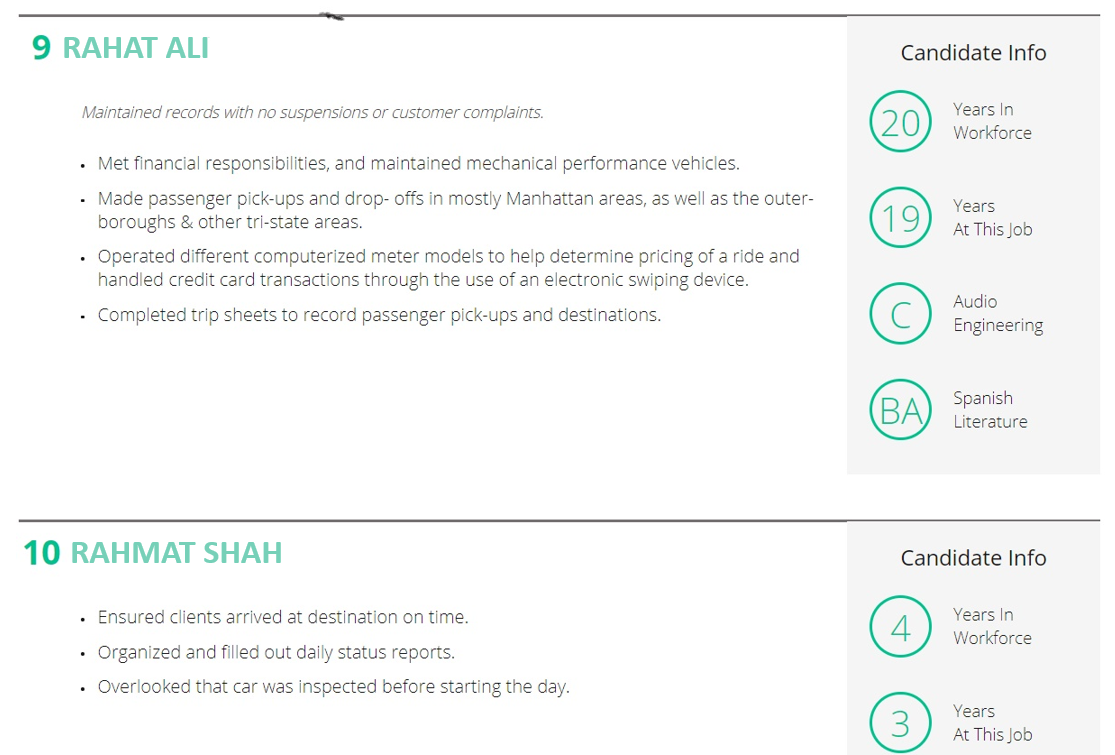 9 RAHAT ALI
Maintained records with no suspensions or customer complaints.
• Met financial responsibilities, and maintained mechanical performance vehicles.
• Made passenger pick-ups and drop- offs in mostly Manhattan areas, as well as the outer-
boroughs & other tri-state areas.
• Operated different computerized meter models to help determine pricing of a ride and
handled credit card transactions through the use of an electronic swiping device.
• Completed trip sheets to record passenger pick-ups and destinations.
Candidate Info
20 Years In
Workforce
19 Years
At This Job
C Audio
Engineering
BA Spanish
Literature
10 RAHMAT SHAH
• Ensured clients arrived at destination on time.
• Organized and filled out daily status reports.
• Overlooked that car was inspected before starting the day.
Candidate Info
4 Years In
Workforce
3 Years
At This Job